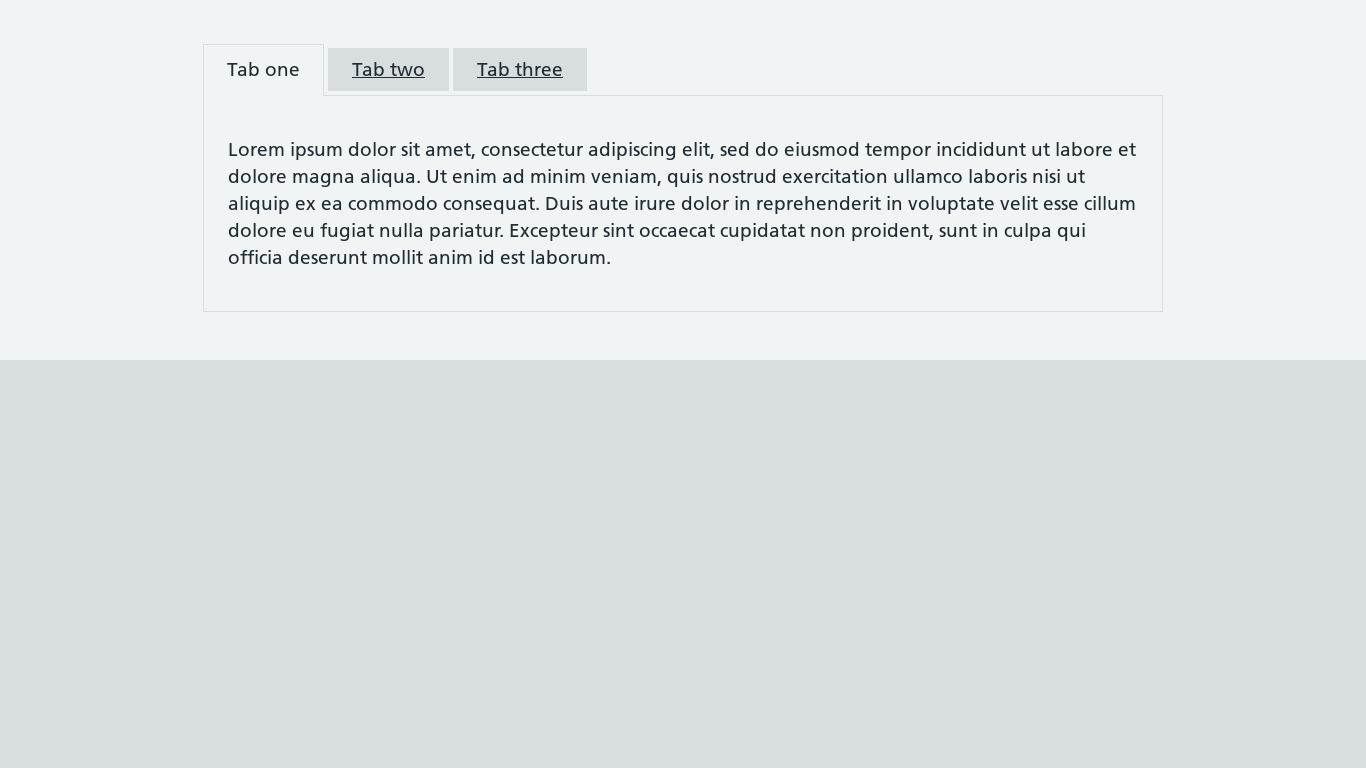 Tab one
Tab two
Tab three
Lorem ipsum dolor sit amet, consectetur adipiscing elit, sed do eiusmod tempor incididunt ut labore et
dolore magna aliqua. Ut enim ad minim veniam, quis nostrud exercitation ullamco laboris nisi ut
aliquip ex ea commodo consequat. Duis aute irure dolor in reprehenderit in voluptate velit esse cillum
dolore eu fugiat nulla pariatur. Excepteur sint occaecat cupidatat non proident, sunt in culpa qui
officia deserunt mollit anim id est laborum.